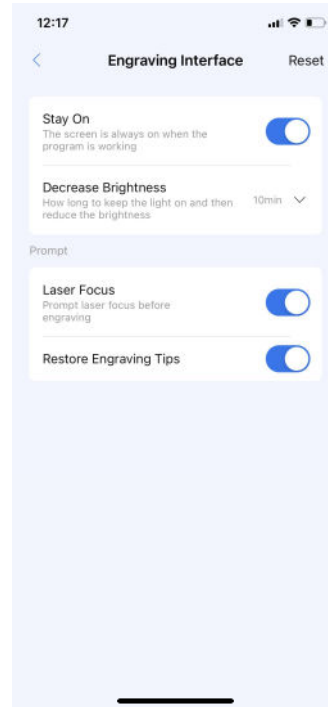 12:17
Engraving Interface
Reset
Stay On
The screen is always on when the
program is working
Decrease Brightness
How long to keep the light on and then
reduce the brightness
10min
Prompt
Laser Focus
Prompt laser focus before
engraving
Restore Engraving Tips